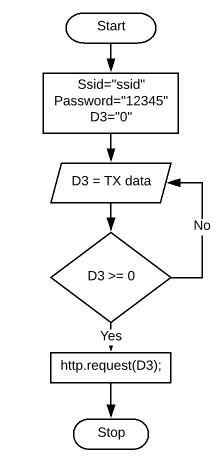 Start
Ssid="ssid"
Password="12345"
D3="0"
D3 = TX data
No
D3 >= 0
Yes
http.request(D3);
Stop